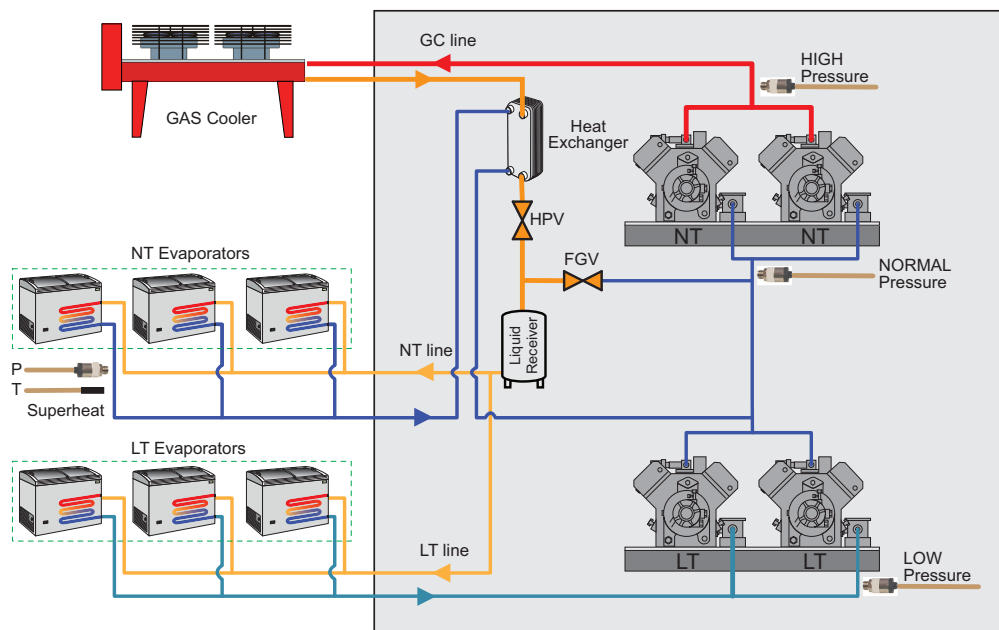 GC line
HIGH
Pressure
GAS Cooler
Heat
Exchanger
HPV
NT
NT
NT Evaporators
FGV
NORMAL
Pressure
Liquid
Receiver
NT line
P
T
Superheat
LT Evaporators
LT line
LT
LT
LOW
Pressure